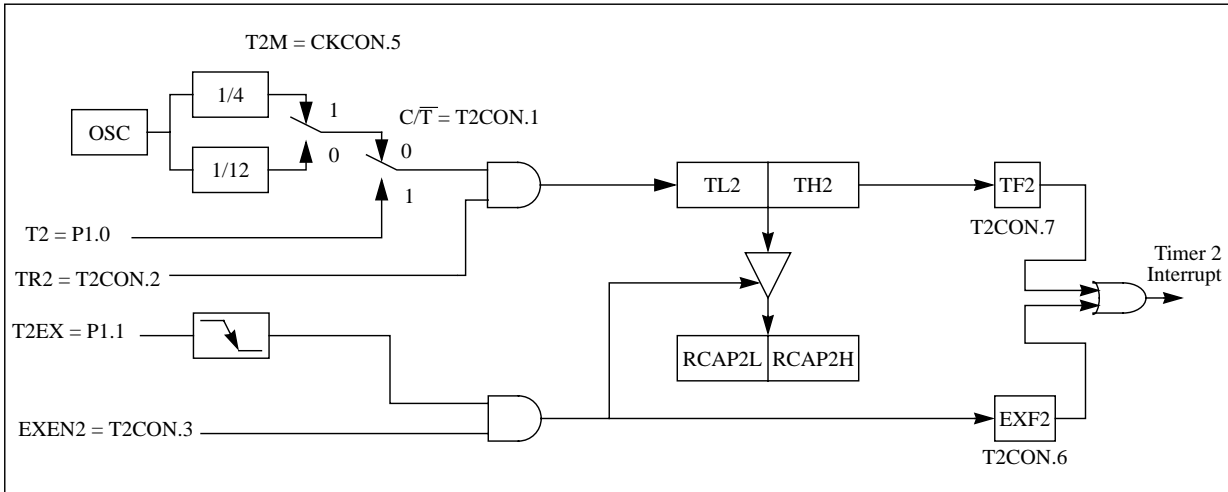 T2M = CKCON.5
1/4
OSC
1
C/T̅ = T2CON.1
0
1/12
0
1
TL2
TH2
TF2
T2 = P1.0
T2CON.7
TR2 = T2CON.2
Timer 2
Interrupt
T2EX = P1.1
RCAP2L
RCAP2H
EXEN2 = T2CON.3
EXF2
T2CON.6